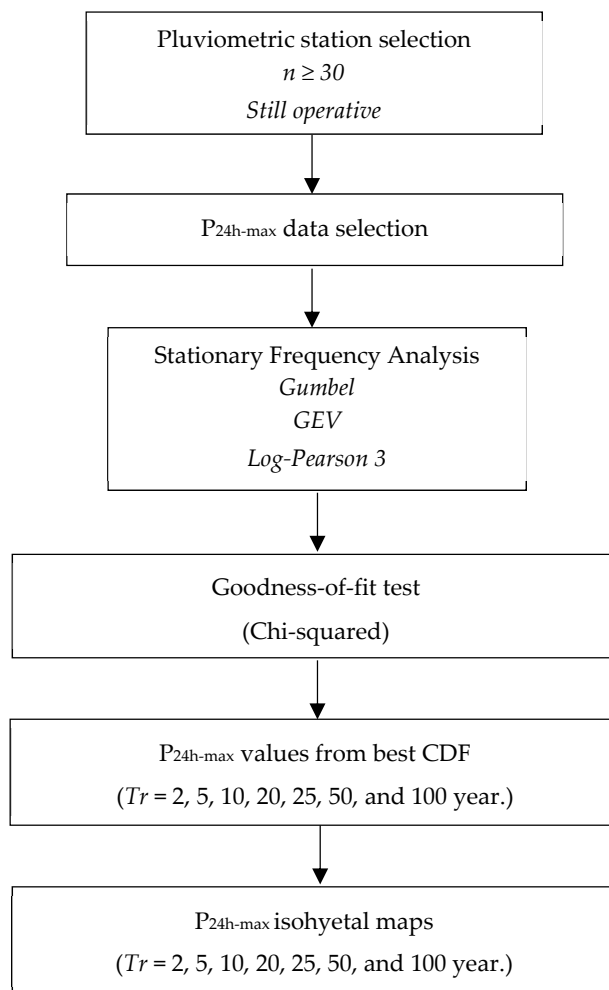 Pluviometric station selection
n ≥ 30
Still operative
P24h-max data selection
Stationary Frequency Analysis
Gumbel
GEV
Log-Pearson 3
Goodness-of-fit test
(Chi-squared)
P24h-max values from best CDF
(Tr = 2, 5, 10, 20, 25, 50, and 100 year.)
P24h-max isohyetal maps
(Tr = 2, 5, 10, 20, 25, 50, and 100 year.)